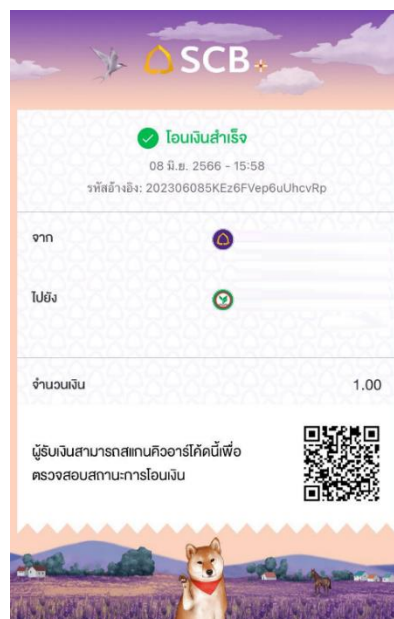 SCB
โอนเงินสำเร็จ
08 มิ.ย. 2566 - 15:58
รหัสอ้างอิง: 202306085KEz6FVep6uUhcvRp
จาก
ไปยัง
จำนวนเงิน 1.00
ผู้รับเงินสามารถสแกนคิวอาร์โค้ดนี้เพื่อ
ตรวจสอบสถานะการโอนเงิน